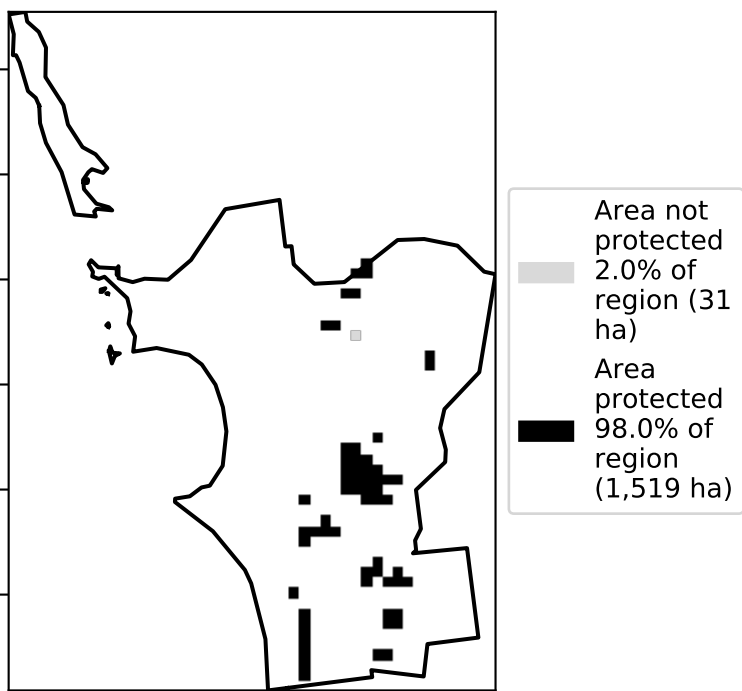 Area not
protected
2.0% of
region (31
ha)
Area
protected
98.0% of
region
(1,519 ha)